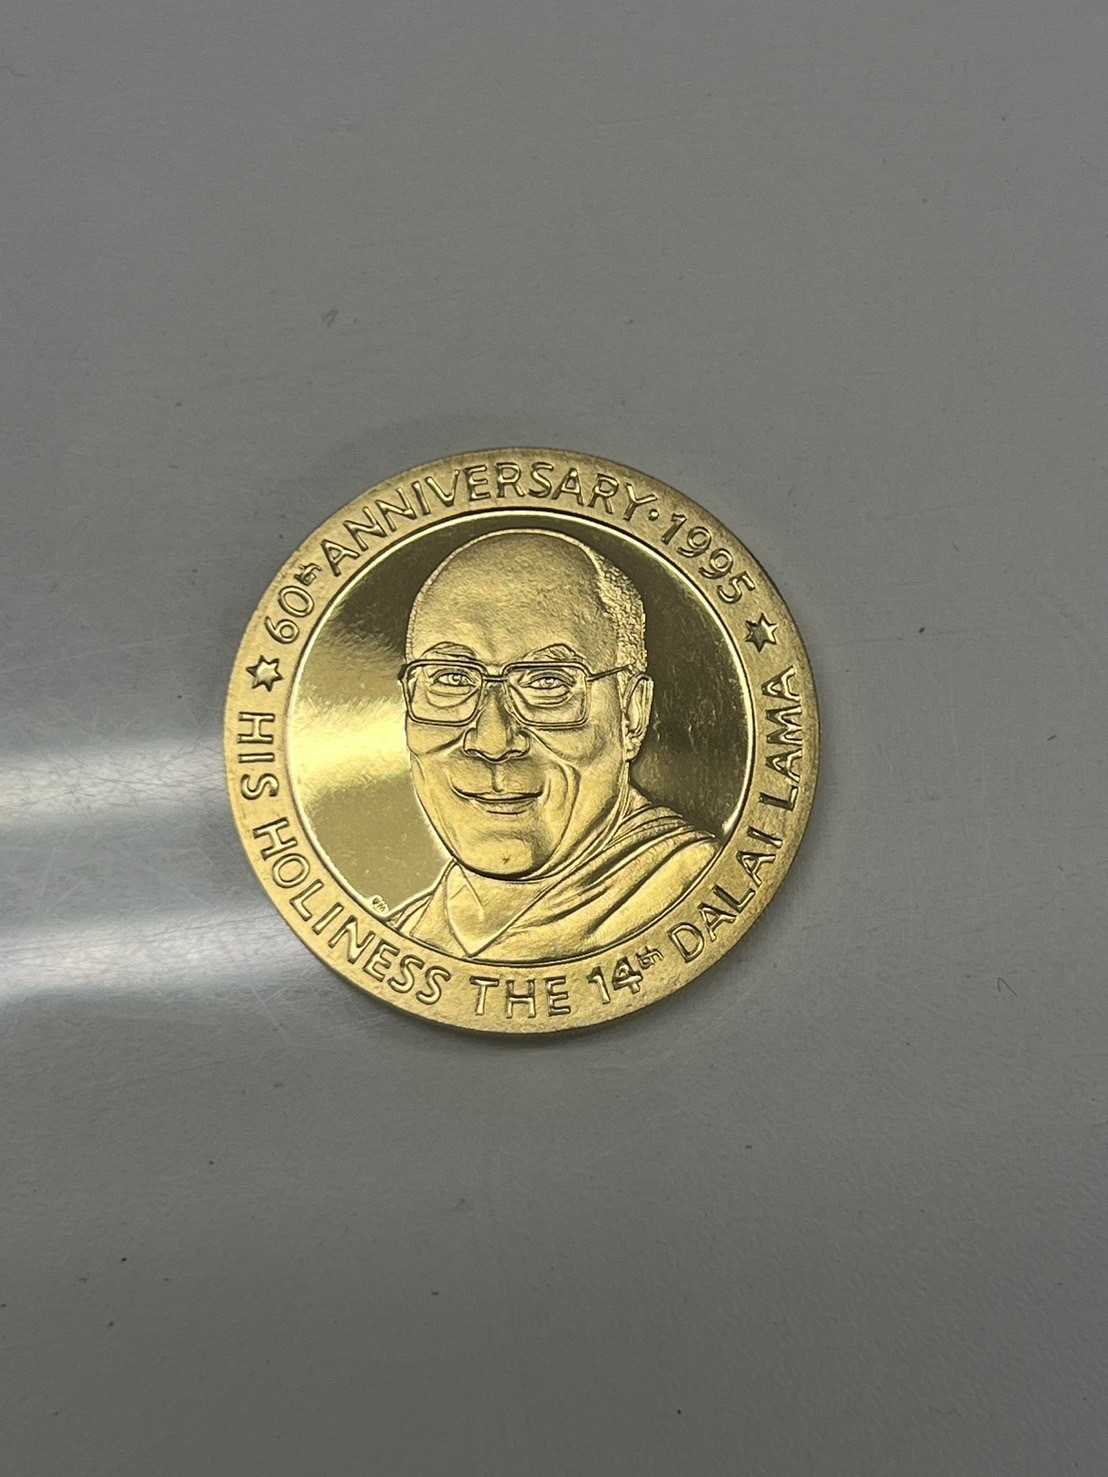 60th ANNIVERSARY · 1995
HIS HOLINESS THE 14th DALAI LAMA